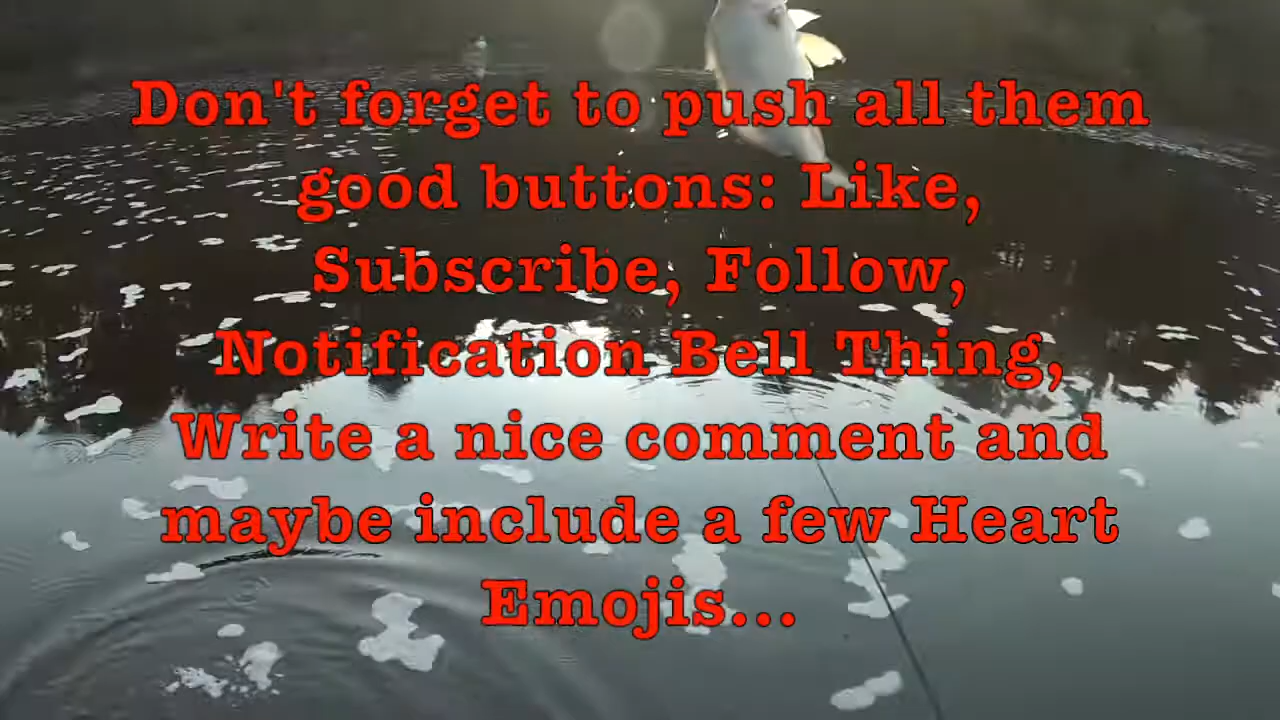 Don't forget to push all them
good buttons: Like,
Subscribe, Follow,
Notification Bell Thing,
Write a nice comment and
maybe include a few Heart
Emojis...